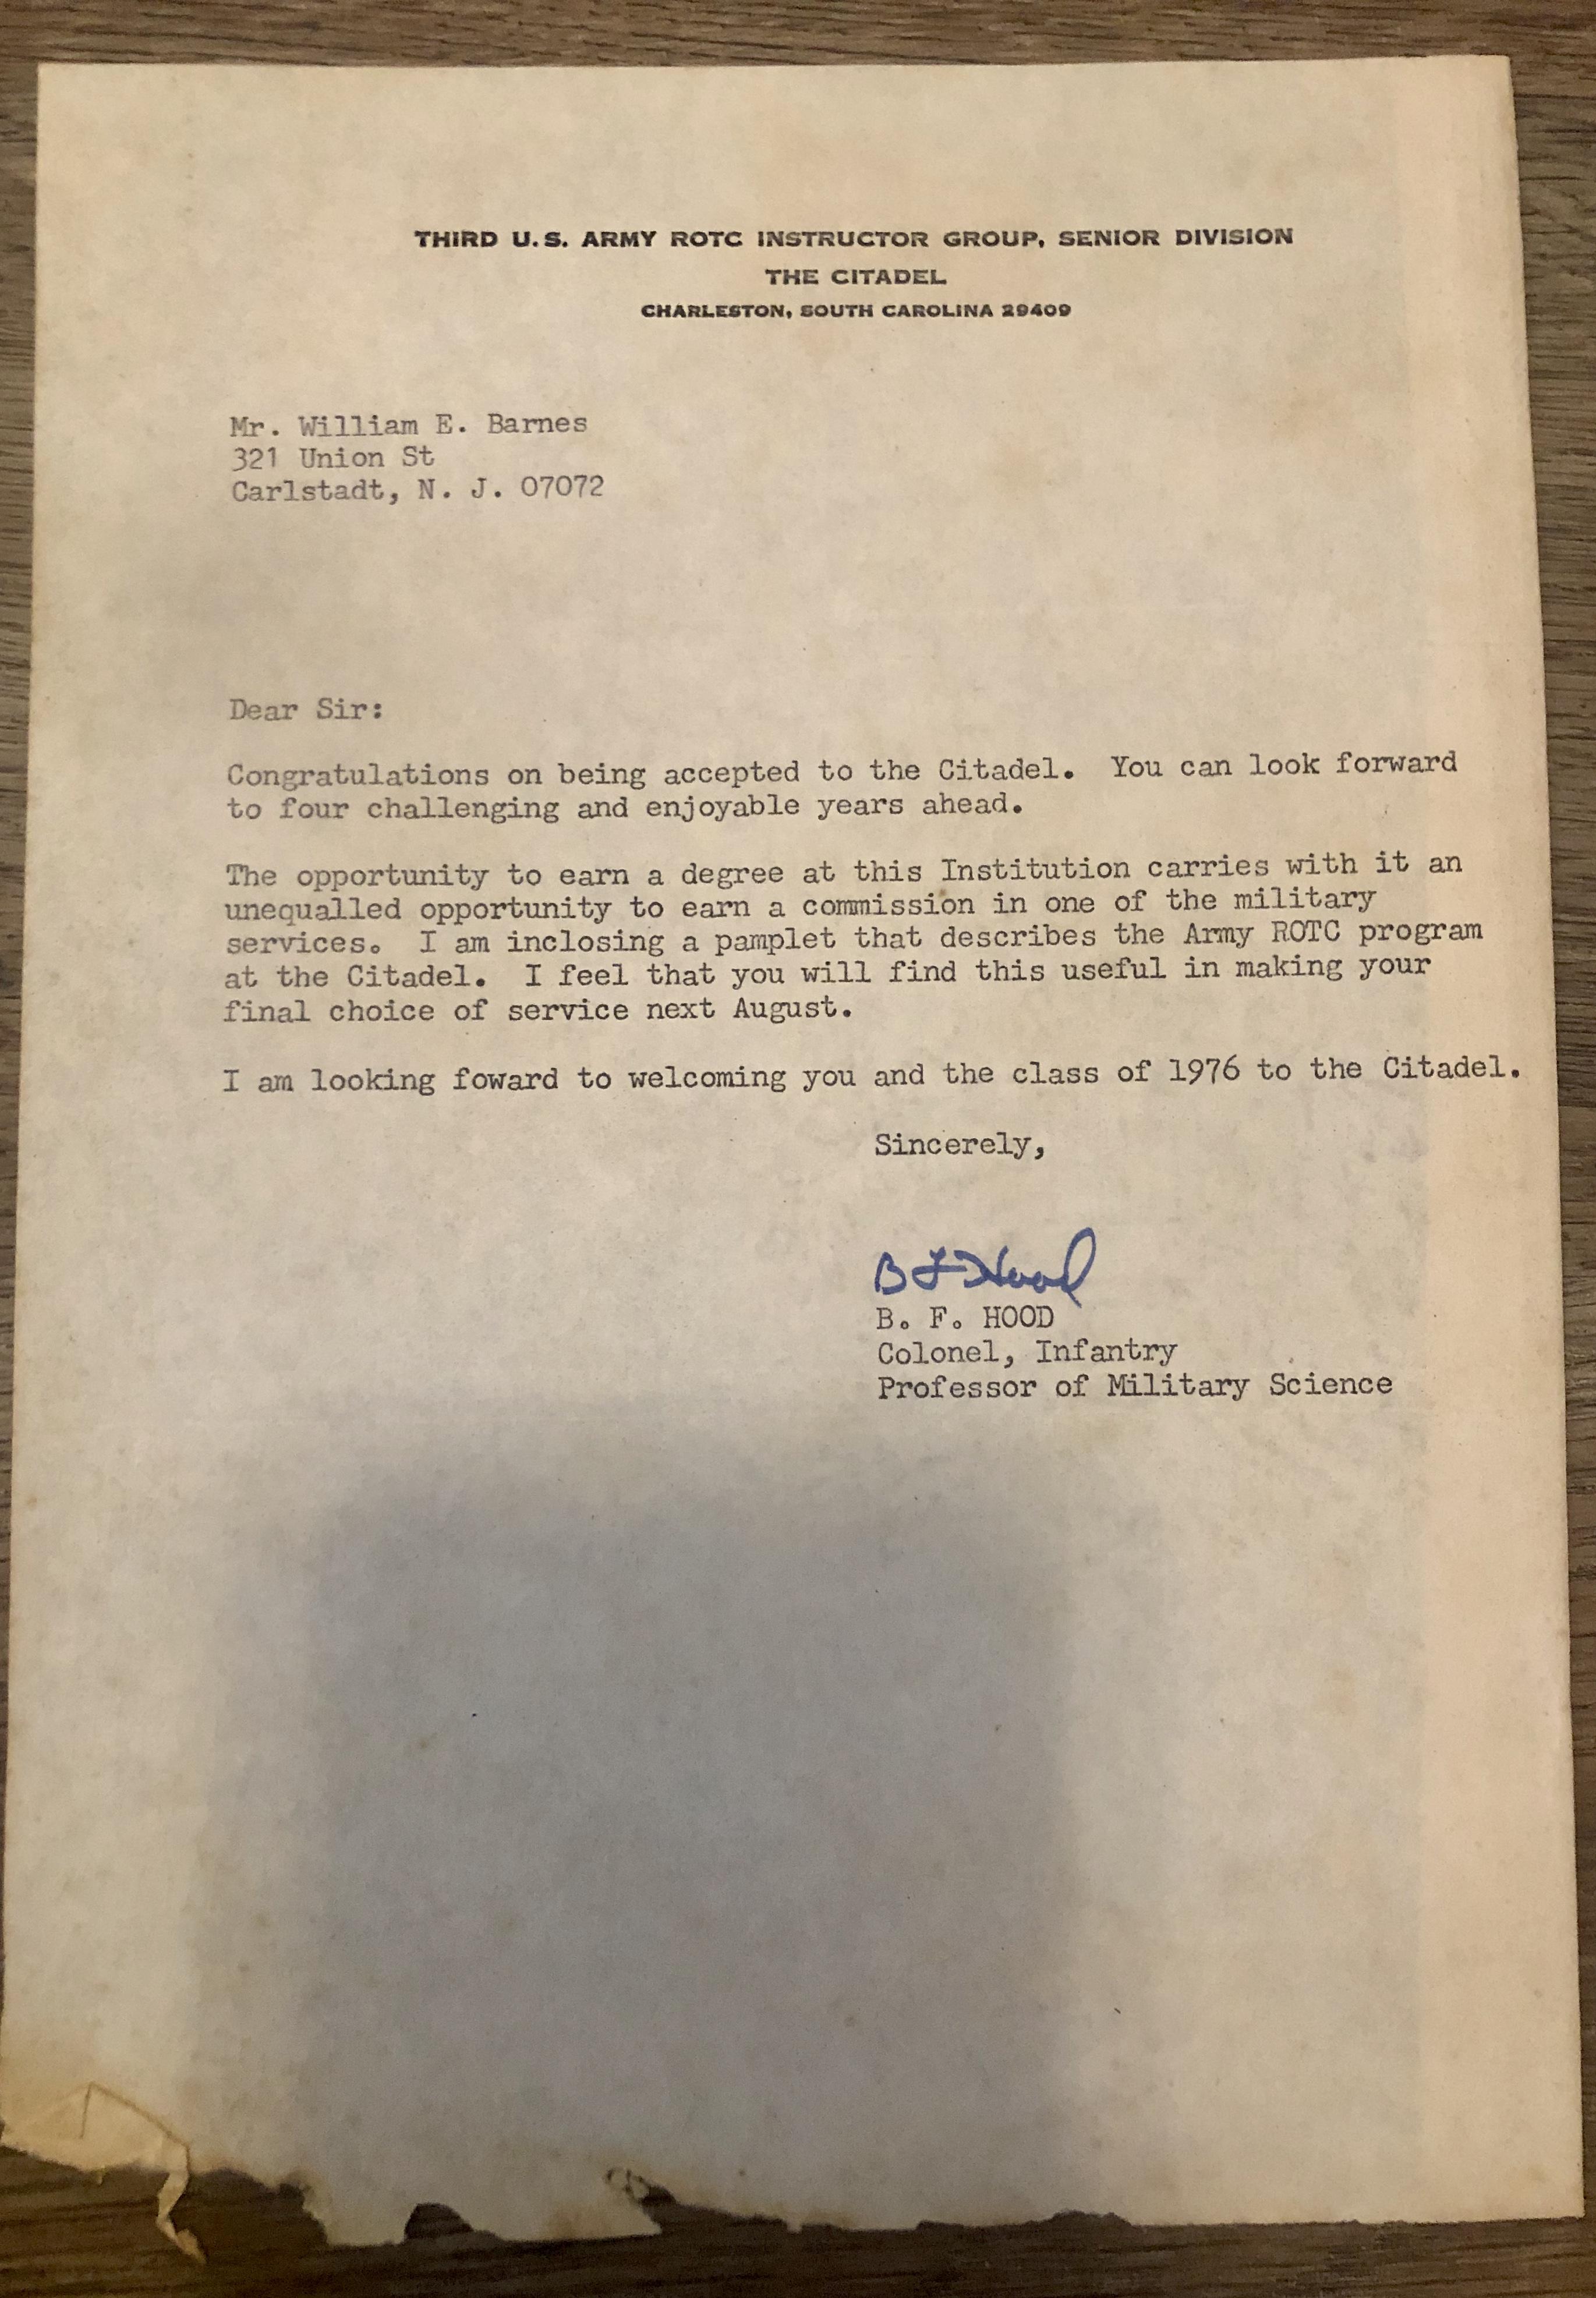 THIRD U.S. ARMY ROTC INSTRUCTOR GROUP, SENIOR DIVISION
THE CITADEL
CHARLESTON, SOUTH CAROLINA 29409
Mr. William E. Barnes
321 Union St
Carlstadt, N. J. 07072
Dear Sir:
Congratulations on being accepted to the Citadel. You can look forward
to four challenging and enjoyable years ahead.
The opportunity to earn a degree at this Institution carries with it an
unequalled opportunity to earn a commission in one of the military
services. I am inclosing a pamplet that describes the Army ROTC program
at the Citadel. I feel that you will find this useful in making your
final choice of service next August.
I am looking foward to welcoming you and the class of 1976 to the Citadel.
Sincerely,
B F Hood
B. F. HOOD
Colonel, Infantry
Professor of Military Science